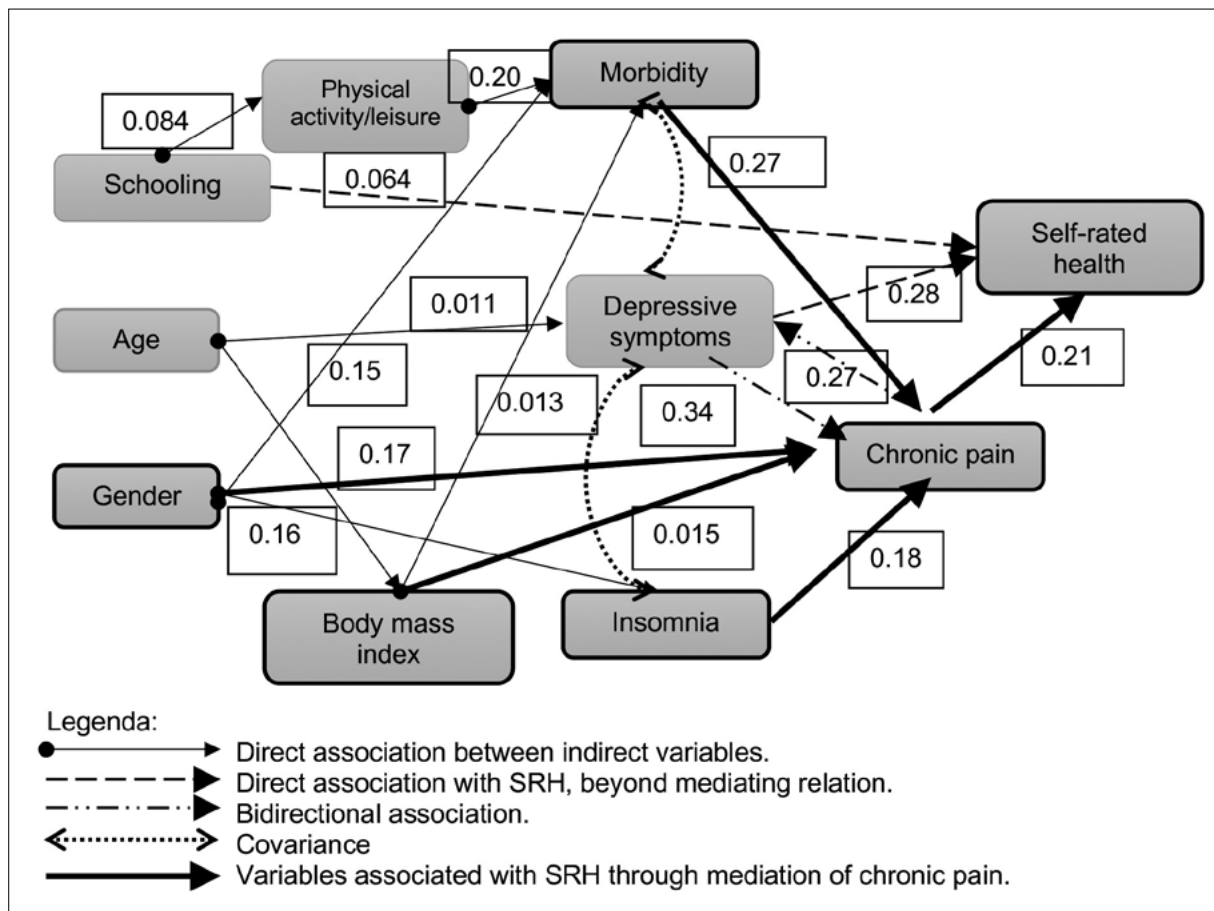 Physical
activity/leisure
0.20
Morbidity
0.084
Schooling
0.064
0.27
Self-rated
health
Age
0.011
Depressive
symptoms
0.28
0.15
0.013
0.27
0.21
0.34
Gender
0.17
Chronic pain
0.16
0.015
0.18
Body mass
index
Insomnia
Legenda:
Direct association between indirect variables.
Direct association with SRH, beyond mediating relation.
Bidirectional association.
Covariance
Variables associated with SRH through mediation of chronic pain.